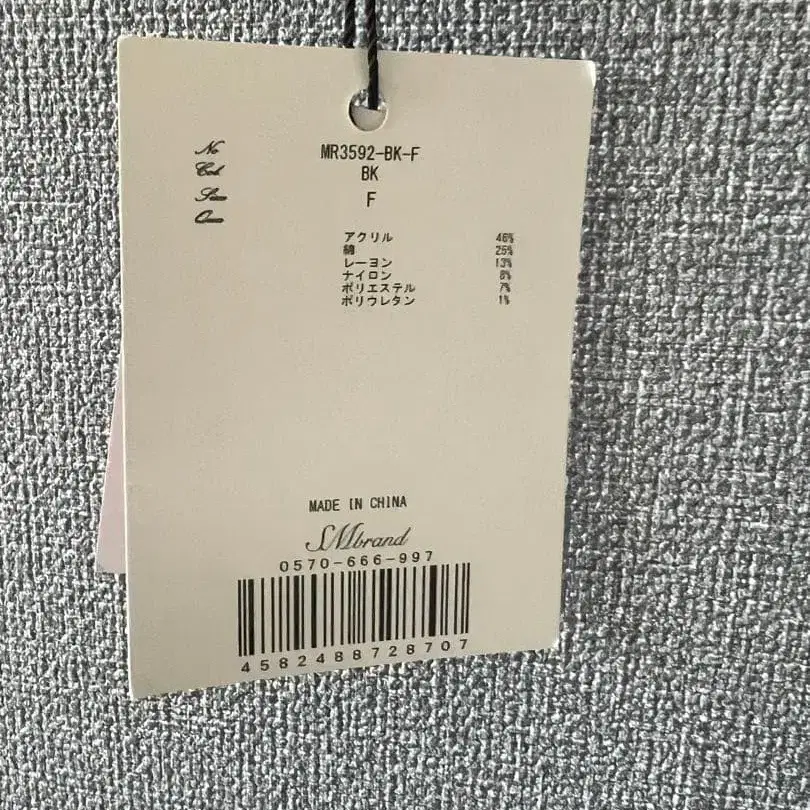 No MR3592-BK-F
Col BK
Size F
アクリル 46%
綿 25%
レーヨン 13%
ナイロン 8%
ポリエステル 7%
ポリウレタン 1%
MADE IN CHINA
SMbrand
0570-666-997
4582488728707